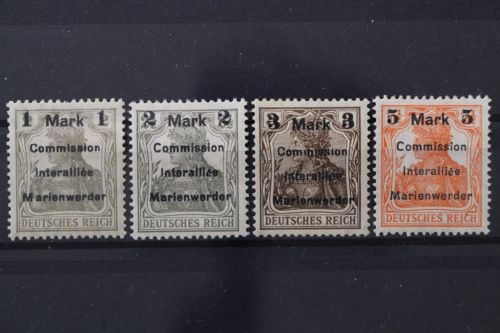 1 Mark 1
Commission
Interalliée
Marienwerder
DEUTSCHES REICH
2 Mark 2
Commission
Interalliée
Marienwerder
DEUTSCHES REICH
3 Mark 3
Commission
Interalliée
Marienwerder
DEUTSCHES REICH
5 Mark 5
Commission
Interalliée
Marienwerder
DEUTSCHES REICH